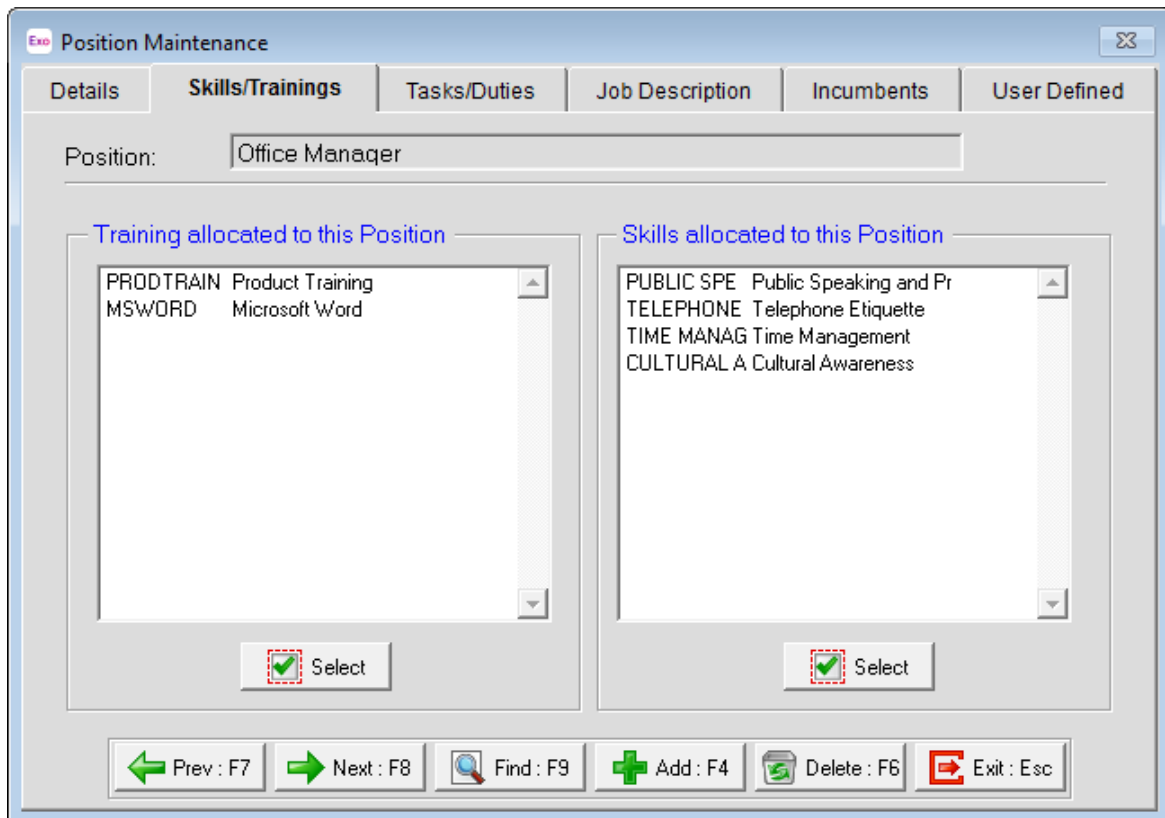 Exo Position Maintenance
Details Skills/Trainings Tasks/Duties Job Description Incumbents User Defined
Position: Office Manager
Training allocated to this Position
PRODTRAIN Product Training
MSWORD Microsoft Word
Select
Skills allocated to this Position
PUBLIC SPE Public Speaking and Pr
TELEPHONE Telephone Etiquette
TIME MANAG Time Management
CULTURAL A Cultural Awareness
Select
Prev : F7 Next : F8 Find : F9 Add : F4 Delete : F6 Exit : Esc